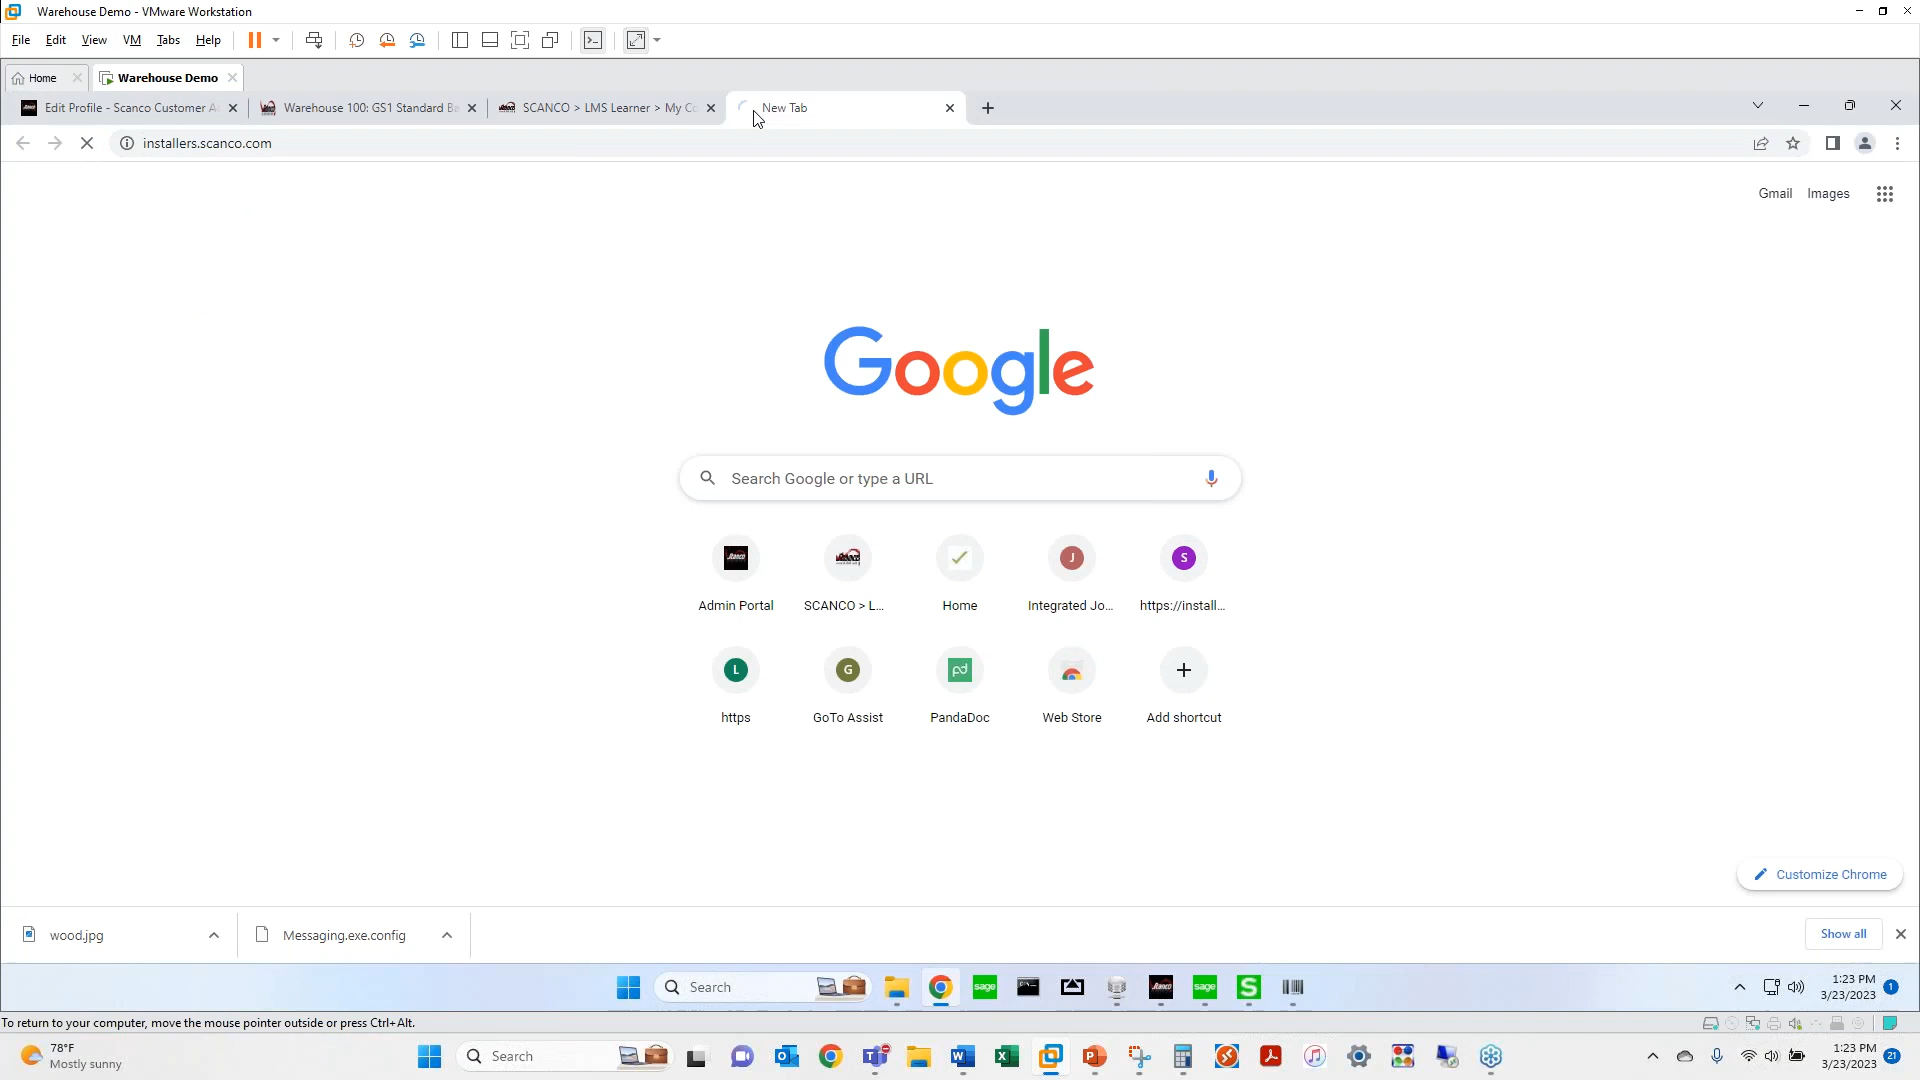 Warehouse Demo - VMware Workstation
File Edit View VM Tabs Help
Home Warehouse Demo
Edit Profile - Scanco Customer A Warehouse 100: GS1 Standard Ba SCANCO > LMS Learner > My Co New Tab
installers.scanco.com
Gmail Images
Google
Search Google or type a URL
Admin Portal SCANCO > L... Home Integrated Jo... https://install...
https GoTo Assist PandaDoc Web Store Add shortcut
Customize Chrome
wood.jpg Messaging.exe.config Show all
Search 1:23 PM
3/23/2023
To return to your computer, move the mouse pointer outside or press Ctrl+Alt.
78°F
Mostly sunny
Search 1:23 PM
3/23/2023 21